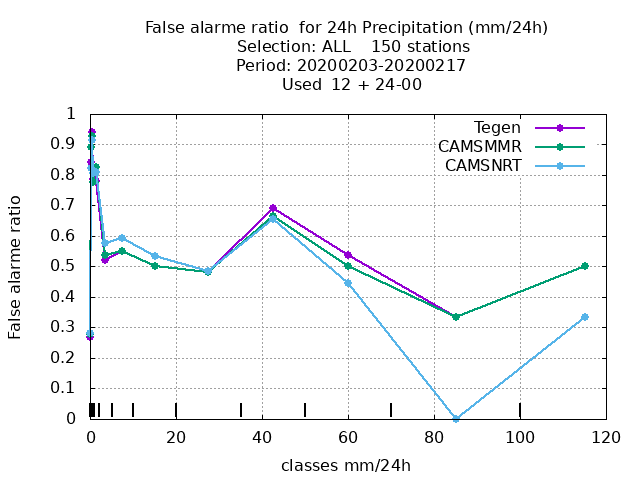 False alarme ratio  for 24h Precipitation (mm/24h)
Selection: ALL    150 stations
Period: 20200203-20200217
Used  12 + 24-00
Tegen
CAMSMMR
CAMSNRT
1
0.9
0.8
0.7
0.6
0.5
0.4
0.3
0.2
0.1
0
False alarme ratio
0 20 40 60 80 100 120
classes mm/24h